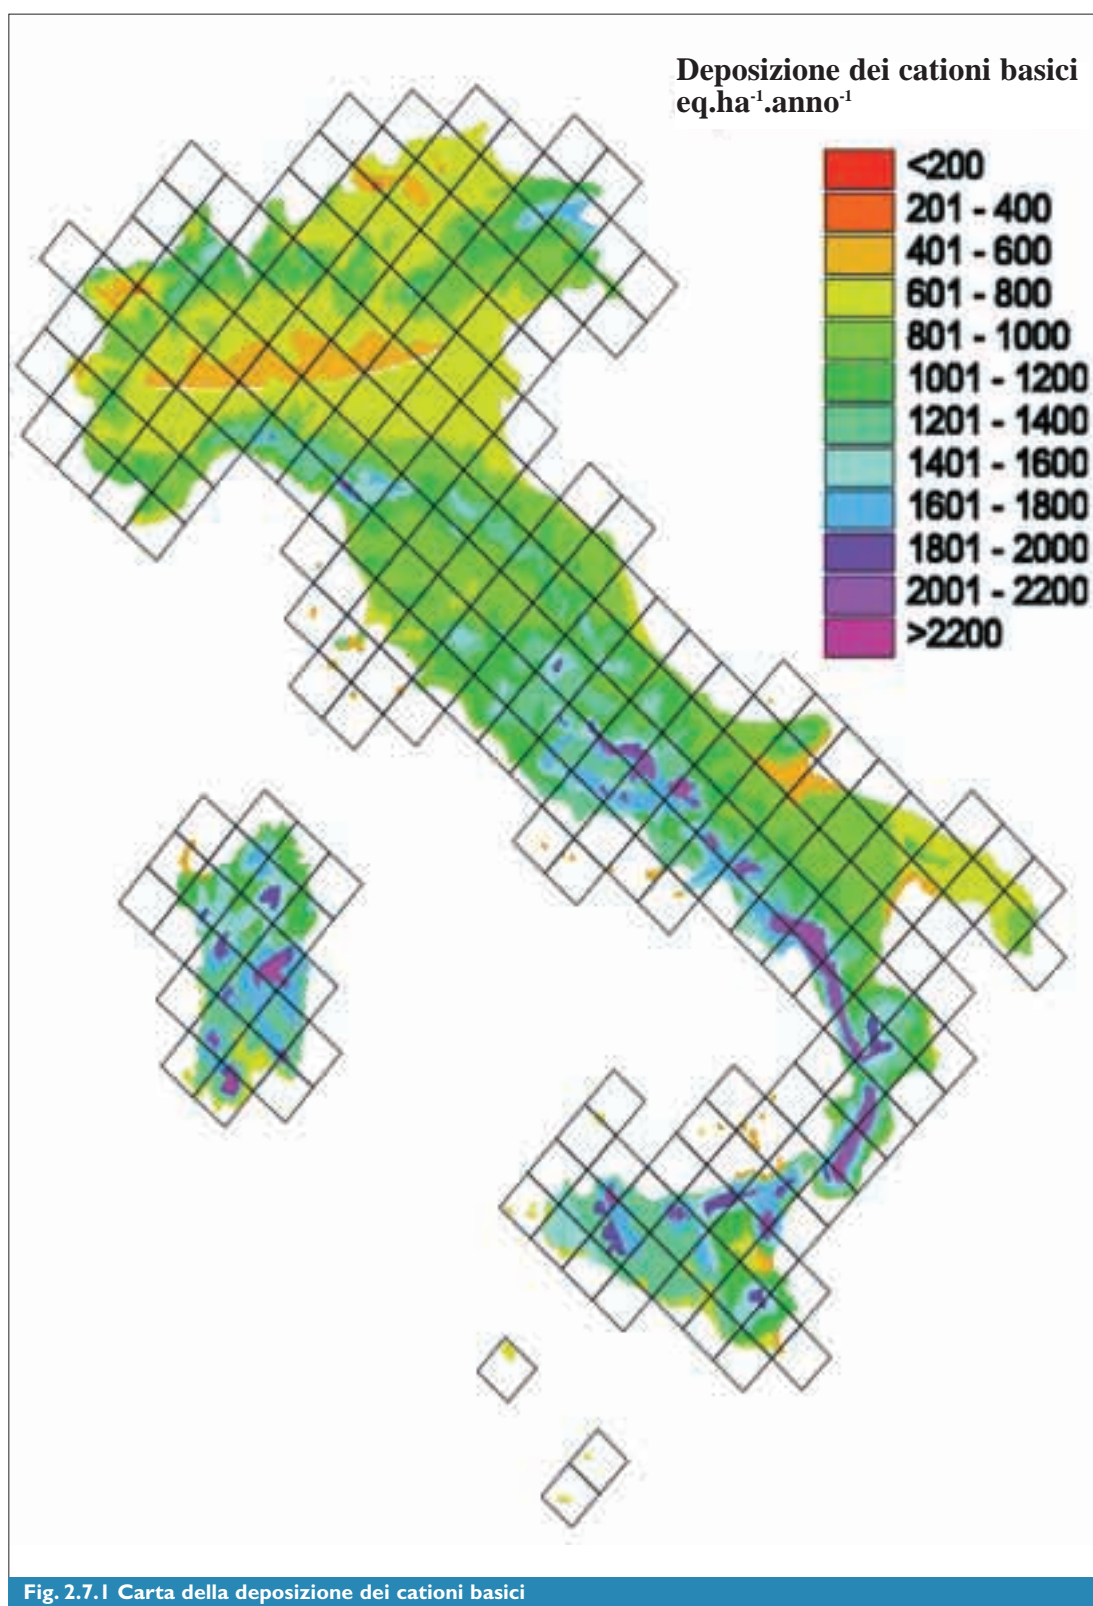 Deposizione dei cationi basici
eq.ha⁻¹.anno⁻¹
<200
201 - 400
401 - 600
601 - 800
801 - 1000
1001 - 1200
1201 - 1400
1401 - 1600
1601 - 1800
1801 - 2000
2001 - 2200
>2200
Fig. 2.7.1 Carta della deposizione dei cationi basici